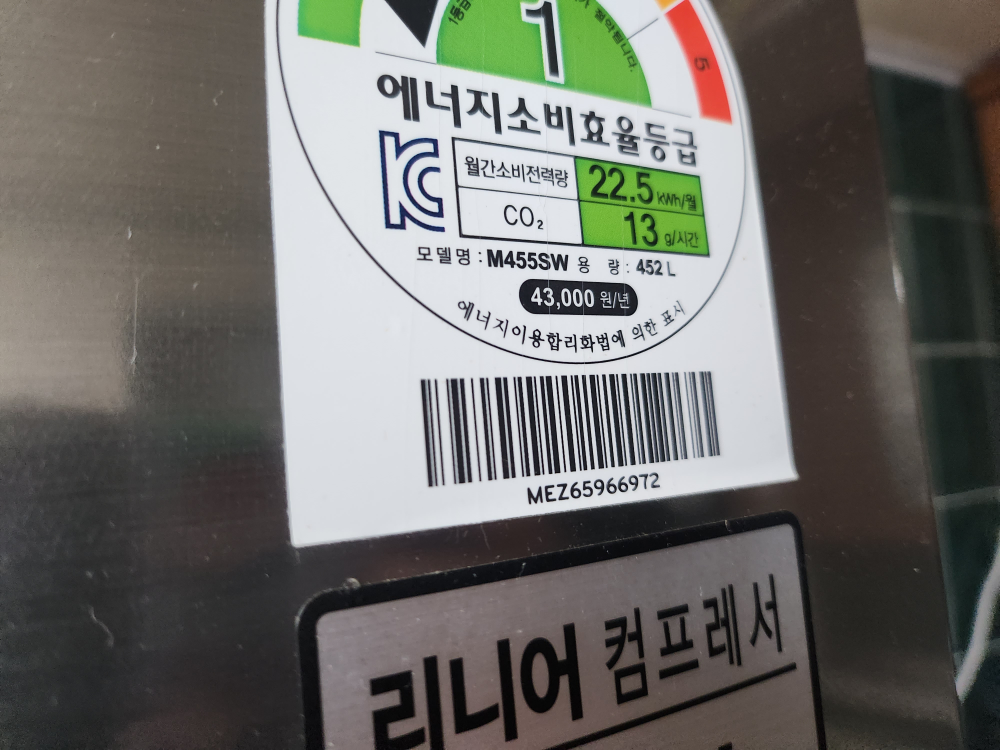 1
5
에너지소비효율등급
월간소비전력량 22.5 kWh/월
CO₂ 13 g/시간
모델명 : M455SW 용 량 : 452 L
43,000 원/년
에너지이용합리화법에 의한 표시
MEZ65966972
리니어 컴프레서